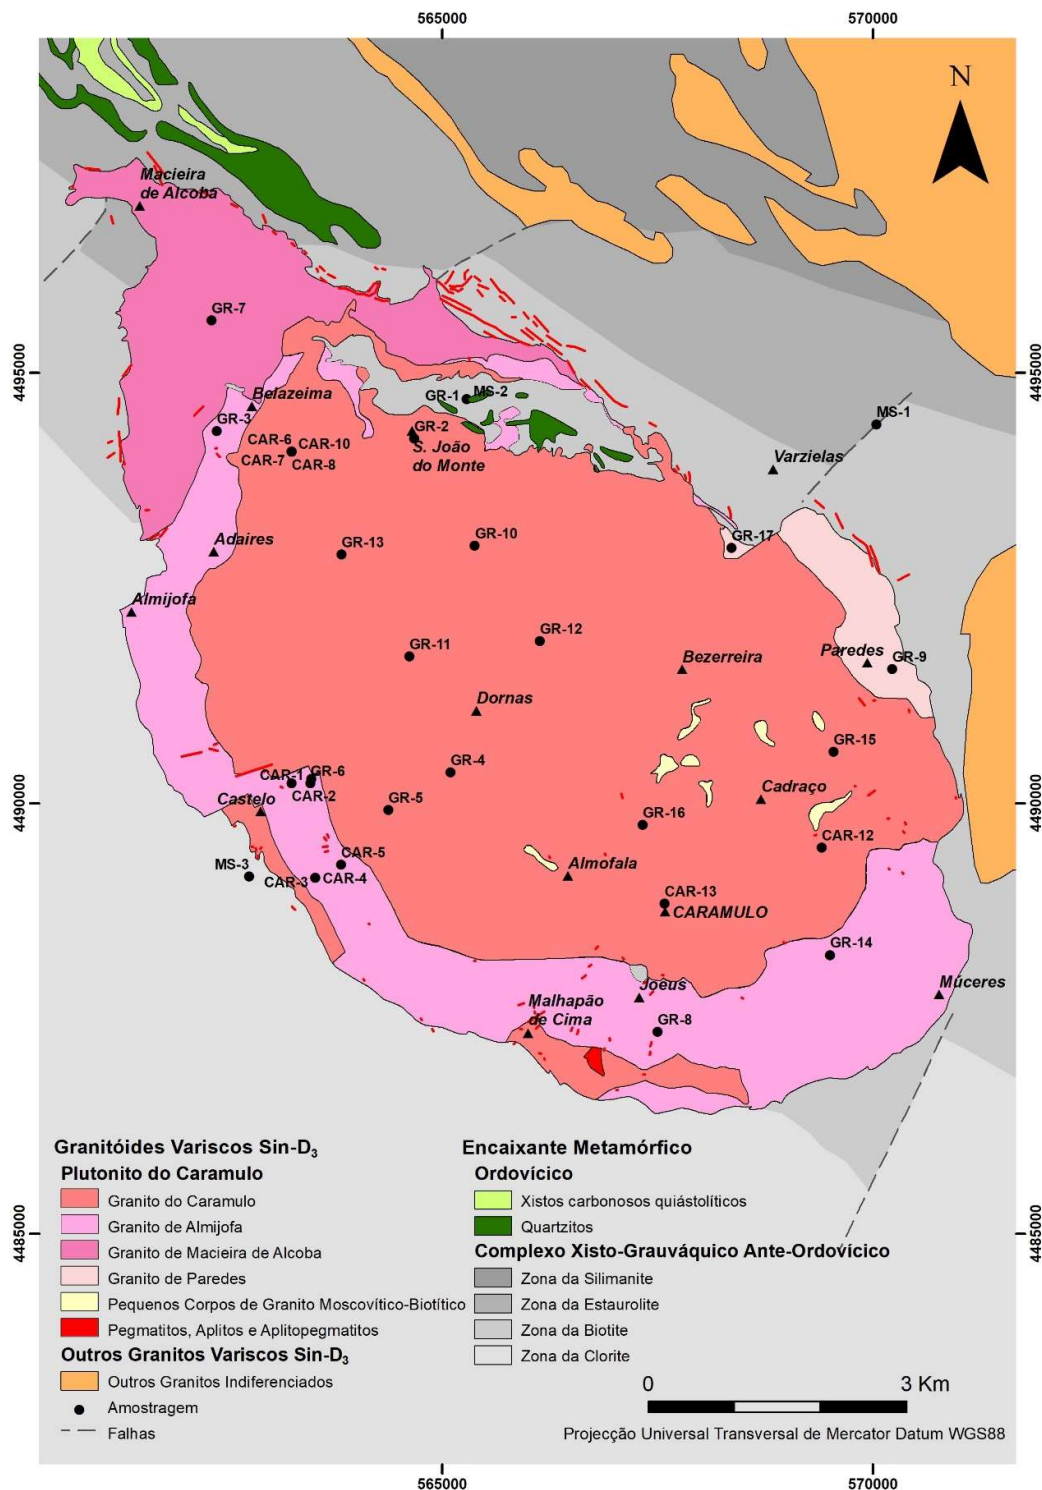 565000
570000
N
Macieira
de Alcoba
GR-7
4495000
4495000
Belazeima
GR-1
MS-2
MS-1
GR-3
GR-2
CAR-6
CAR-10
S. João
do Monte
CAR-7
CAR-8
Varzielas
Adaires
GR-13
GR-10
GR-17
Almijofa
GR-11
GR-12
Bezerreira
Paredes
GR-9
Dornas
GR-15
GR-4
CAR-1
GR-6
CAR-2
Cadraço
Castelo
GR-5
4490000
4490000
GR-16
CAR-12
CAR-5
MS-3
CAR-3
CAR-4
Almofala
CAR-13
CARAMULO
GR-14
Joeus
Múceres
Malhapão
de Cima
GR-8
Granitóides Variscos Sin-D3
Plutonito do Caramulo
Granito do Caramulo
Granito de Almijofa
Granito de Macieira de Alcoba
Granito de Paredes
Pequenos Corpos de Granito Moscovítico-Biotítico
Pegmatitos, Aplitos e Aplitopegmatitos
Outros Granitos Variscos Sin-D3
Outros Granitos Indiferenciados
Amostragem
Falhas
Encaixante Metamórfico
Ordovícico
Xistos carbonosos quiástolíticos
Quartzitos
Complexo Xisto-Grauváquico Ante-Ordovícico
Zona da Silimanite
Zona da Estaurolite
Zona da Biotite
Zona da Clorite
4485000
4485000
0
3 Km
Projecção Universal Transversal de Mercator Datum WGS88
565000
570000